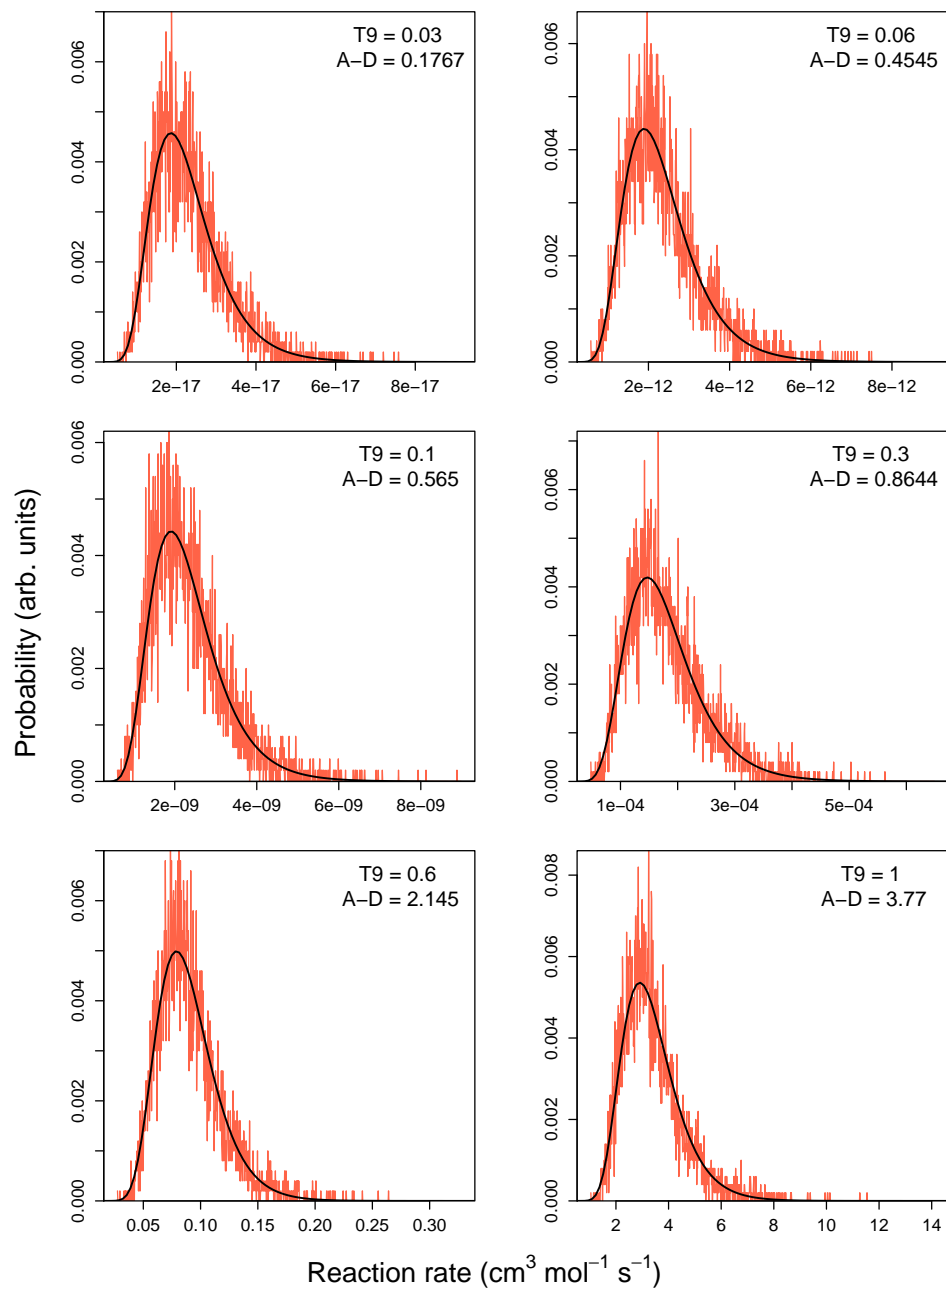 T9 = 0.03
A−D = 0.1767
0.000
0.002
0.004
0.006
2e−17
4e−17
6e−17
8e−17
T9 = 0.06
A−D = 0.4545
0.000
0.002
0.004
0.006
2e−12
4e−12
6e−12
8e−12
T9 = 0.1
A−D = 0.565
0.000
0.002
0.004
0.006
2e−09
4e−09
6e−09
8e−09
T9 = 0.3
A−D = 0.8644
0.000
0.002
0.004
0.006
1e−04
3e−04
5e−04
T9 = 0.6
A−D = 2.145
0.000
0.002
0.004
0.006
0.05
0.10
0.15
0.20
0.25
0.30
T9 = 1
A−D = 3.77
0.000
0.002
0.004
0.006
0.008
2
4
6
8
10
12
14
Probability (arb. units)
Reaction rate (cm³ mol⁻¹ s⁻¹)